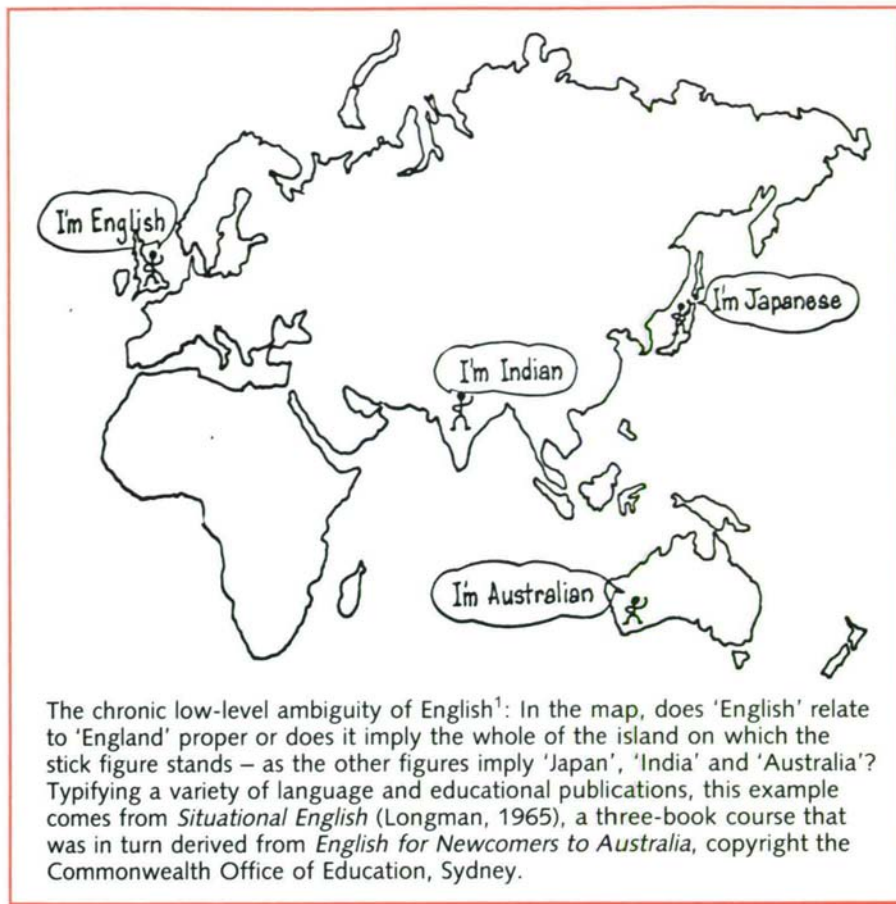 I'm English
I'm Japanese
I'm Indian
I'm Australian
The chronic low-level ambiguity of English¹: In the map, does 'English' relate
to 'England' proper or does it imply the whole of the island on which the
stick figure stands – as the other figures imply 'Japan', 'India' and 'Australia'?
Typifying a variety of language and educational publications, this example
comes from Situational English (Longman, 1965), a three-book course that
was in turn derived from English for Newcomers to Australia, copyright the
Commonwealth Office of Education, Sydney.